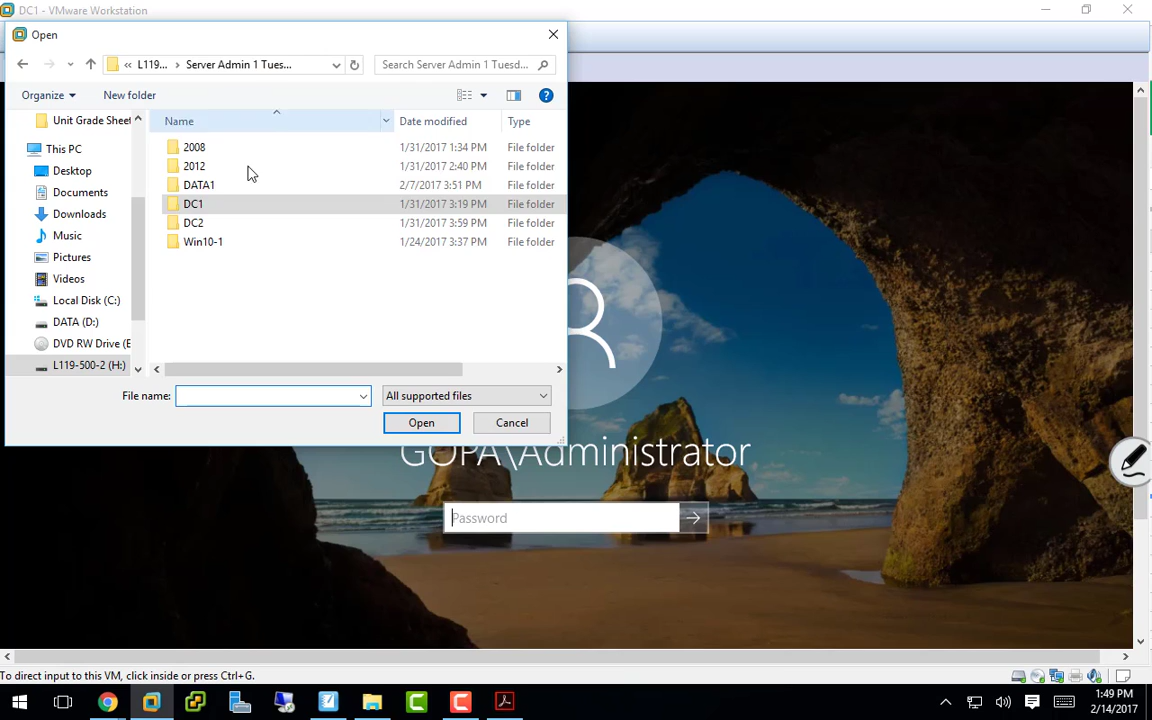 DC1 - VMware Workstation
Open
« L119... › Server Admin 1 Tues...
Search Server Admin 1 Tuesd...
Organize
New folder
Unit Grade Sheet
This PC
Desktop
Documents
Downloads
Music
Pictures
Videos
Local Disk (C:)
DATA (D:)
DVD RW Drive (E
L119-500-2 (H:)
Name
Date modified
Type
2008 1/31/2017 1:34 PM File folder
2012 1/31/2017 2:40 PM File folder
DATA1 2/7/2017 3:51 PM File folder
DC1 1/31/2017 3:19 PM File folder
DC2 1/31/2017 3:59 PM File folder
Win10-1 1/24/2017 3:37 PM File folder
File name:
All supported files
Open
Cancel
R
GOPA\Administrator
Password
To direct input to this VM, click inside or press Ctrl+G.
1:49 PM
2/14/2017